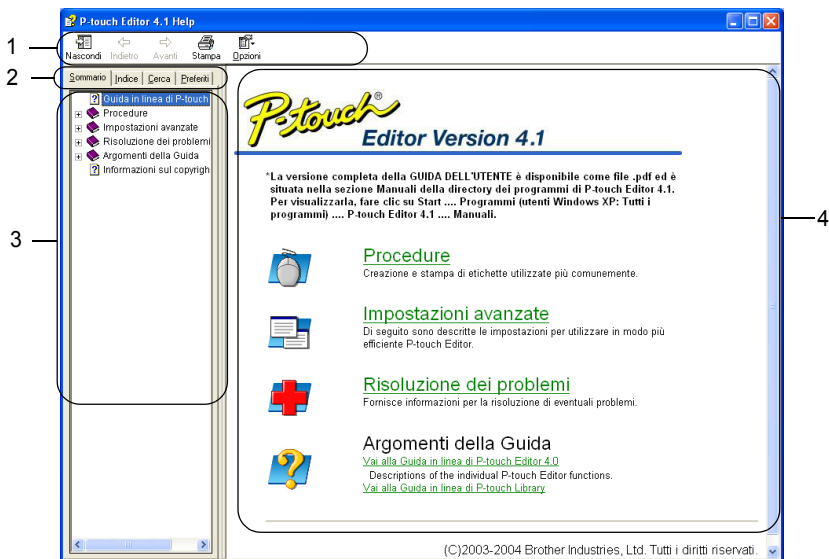 P-touch Editor 4.1 Help
1
Nascondi Indietro Avanti Stampa Opzioni
2
Sommario Indice Cerca Preferiti
Guida in linea di P-touch
Procedure
Impostazioni avanzate
Risoluzione dei problemi
Argomenti della Guida
Informazioni sul copyrigh
3
P-touch®
Editor Version 4.1
*La versione completa della GUIDA DELL'UTENTE è disponibile come file .pdf ed è
situata nella sezione Manuali della directory dei programmi di P-touch Editor 4.1.
Per visualizzarla, fare clic su Start .... Programmi (utenti Windows XP: Tutti i
programmi) .... P-touch Editor 4.1 .... Manuali.
4
Procedure
Creazione e stampa di etichette utilizzate più comunemente.
Impostazioni avanzate
Di seguito sono descritte le impostazioni per utilizzare in modo più
efficiente P-touch Editor.
Risoluzione dei problemi
Fornisce informazioni per la risoluzione di eventuali problemi.
Argomenti della Guida
Vai alla Guida in linea di P-touch Editor 4.0
Descriptions of the individual P-touch Editor functions.
Vai alla Guida in linea di P-touch Library
(C)2003-2004 Brother Industries, Ltd. Tutti i diritti riservati.